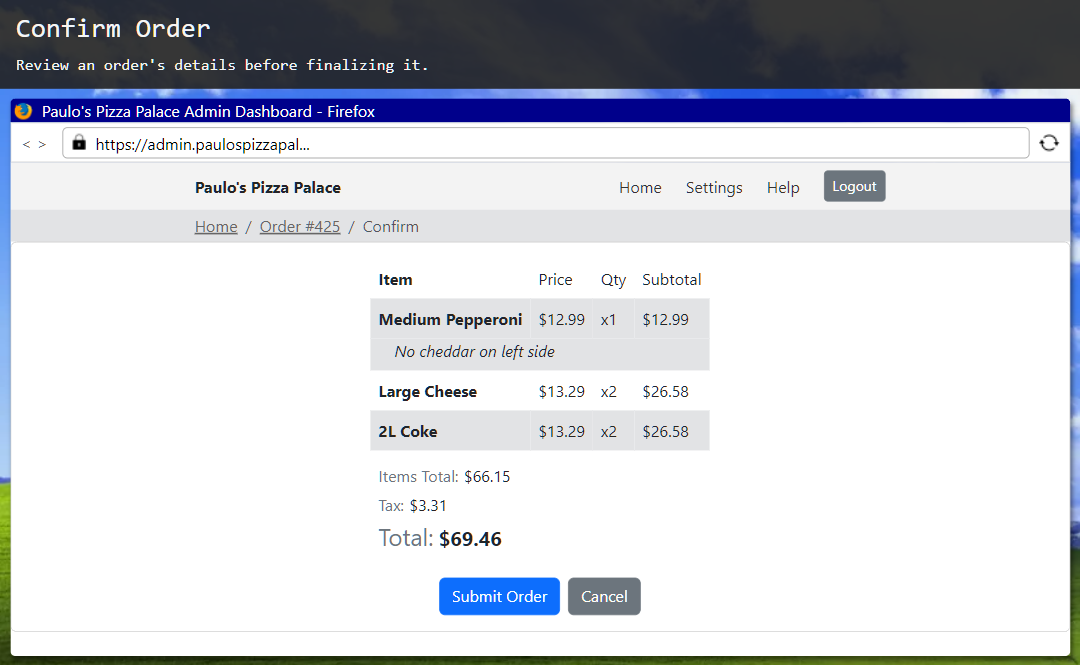 Confirm Order
Review an order's details before finalizing it.
Paulo's Pizza Palace Admin Dashboard - Firefox
< > https://admin.paulospizzapal...
Paulo's Pizza Palace Home Settings Help Logout
Home / Order #425 / Confirm
Item Price Qty Subtotal
Medium Pepperoni $12.99 x1 $12.99
No cheddar on left side
Large Cheese $13.29 x2 $26.58
2L Coke $13.29 x2 $26.58
Items Total: $66.15
Tax: $3.31
Total: $69.46
Submit Order Cancel